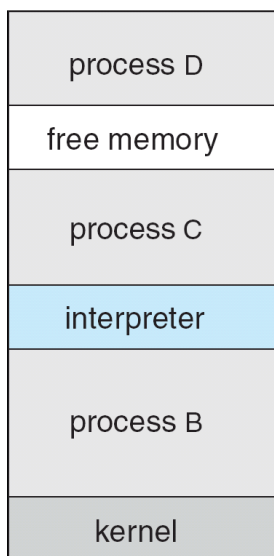 process D
free memory
process C
interpreter
process B
kernel